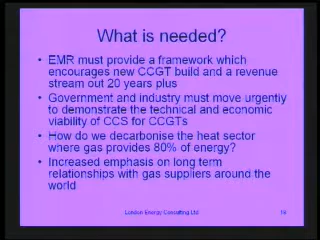 What is needed?
• EMR must provide a framework which
encourages new CCGT build and a revenue
stream out 20 years plus
• Government and industry must move urgently
to demonstrate the technical and economic
viability of CCS for CCGTs
• How do we decarbonise the heat sector
where gas provides 80% of energy?
• Increased emphasis on long term
relationships with gas suppliers around the
world
London Energy Consulting Ltd